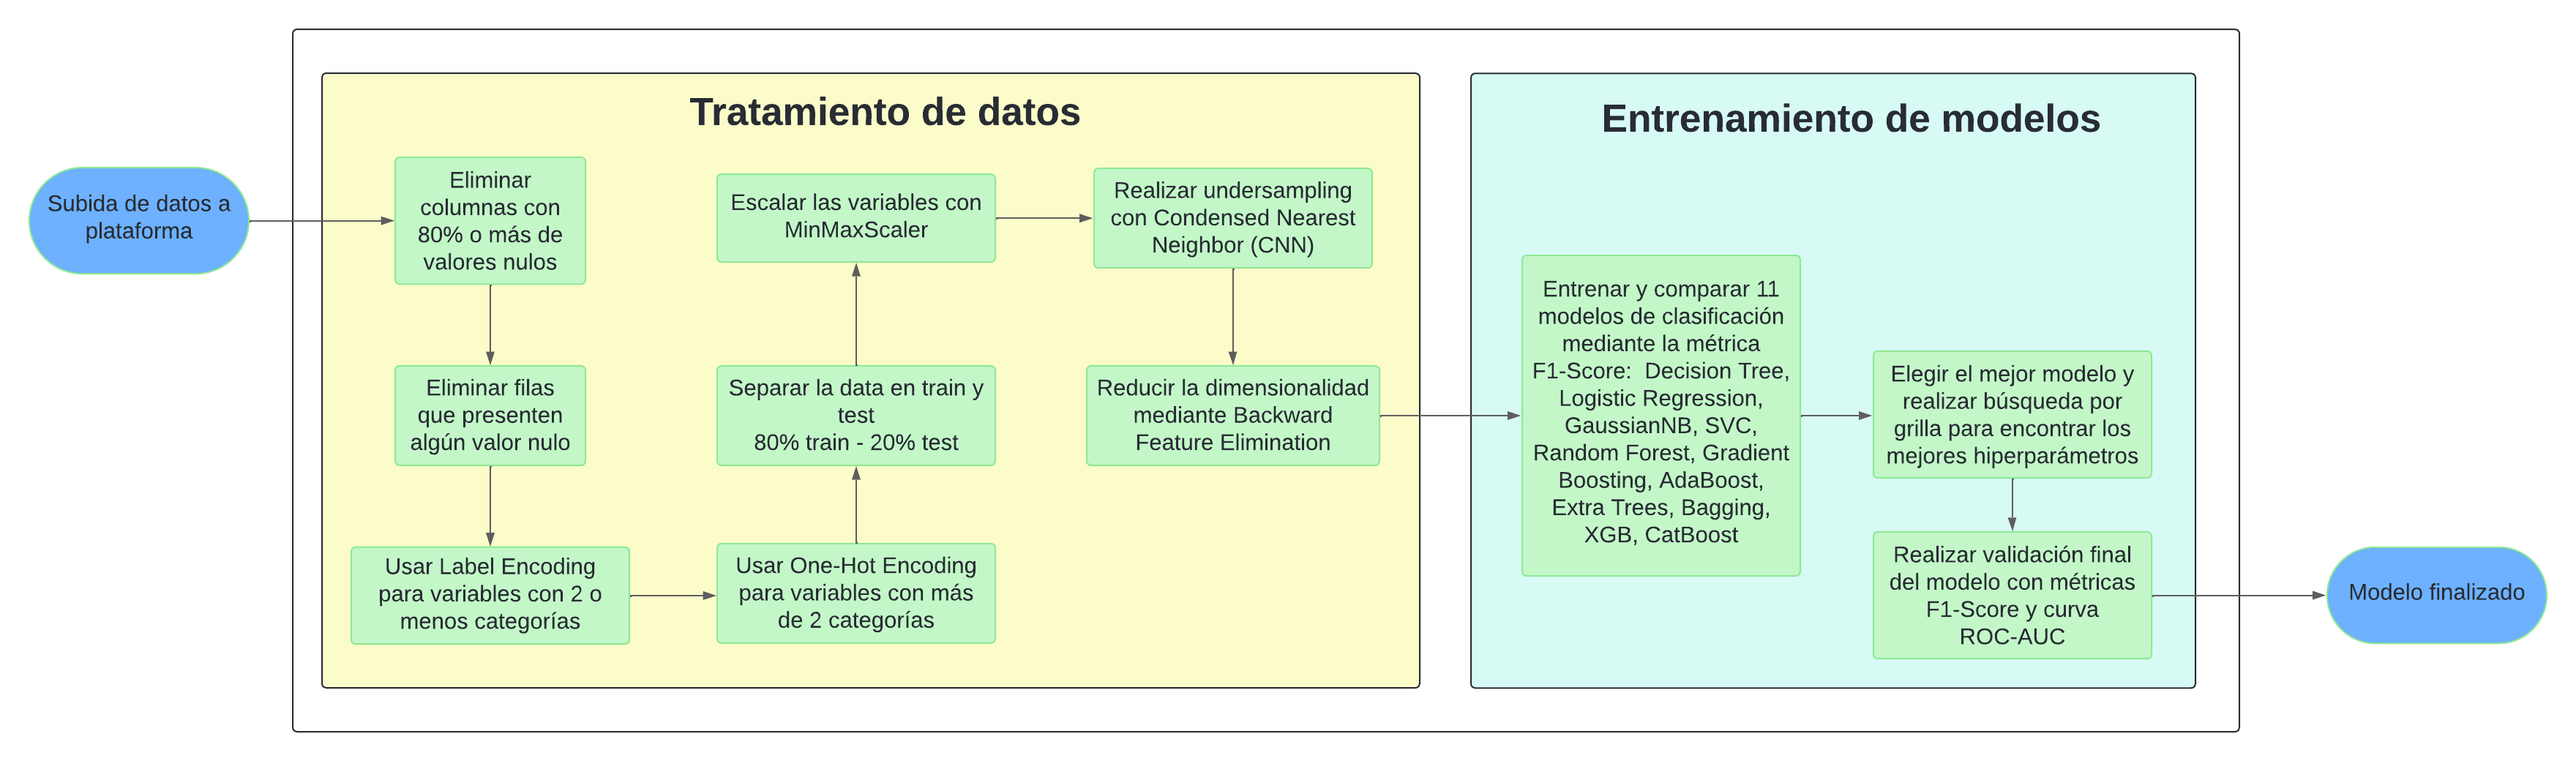 Tratamiento de datos
Entrenamiento de modelos
Subida de datos a
plataforma
Eliminar
columnas con
80% o más de
valores nulos
Eliminar filas
que presenten
algún valor nulo
Usar Label Encoding
para variables con 2 o
menos categorías
Usar One-Hot Encoding
para variables con más
de 2 categorías
Separar la data en train y
test
80% train - 20% test
Escalar las variables con
MinMaxScaler
Realizar undersampling
con Condensed Nearest
Neighbor (CNN)
Reducir la dimensionalidad
mediante Backward
Feature Elimination
Entrenar y comparar 11
modelos de clasificación
mediante la métrica
F1-Score:  Decision Tree,
Logistic Regression,
GaussianNB, SVC,
Random Forest, Gradient
Boosting, AdaBoost,
Extra Trees, Bagging,
XGB, CatBoost
Elegir el mejor modelo y
realizar búsqueda por
grilla para encontrar los
mejores hiperparámetros
Realizar validación final
del modelo con métricas
F1-Score y curva
ROC-AUC
Modelo finalizado